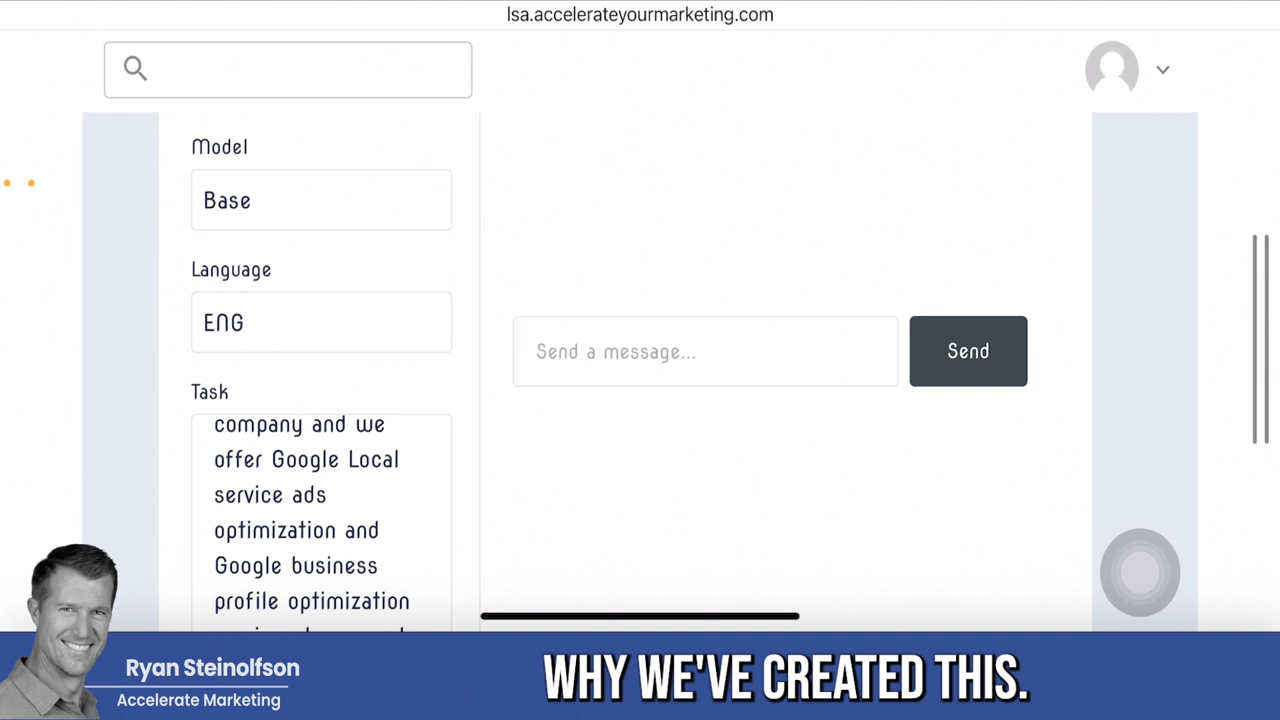 lsa.accelerateyourmarketing.com
Model
Base
Language
ENG
Task
company and we
offer Google Local
service ads
optimization and
Google business
profile optimization
Send a message...
Send
Ryan Steinolfson
Accelerate Marketing
WHY WE'VE CREATED THIS.